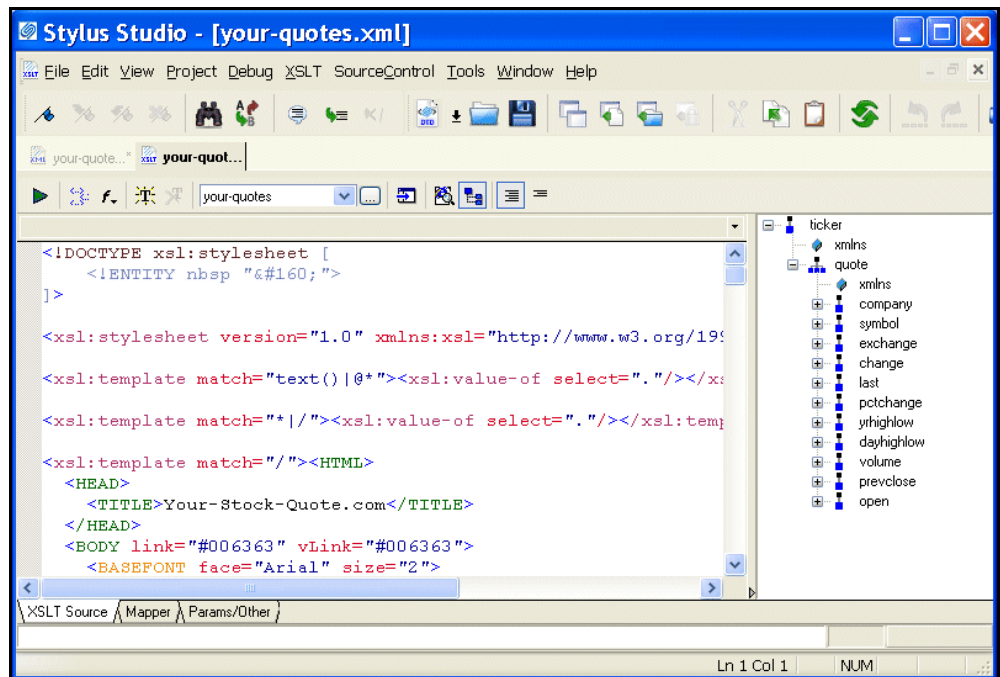 Stylus Studio - [your-quotes.xml]
File Edit View Project Debug XSLT SourceControl Tools Window Help
your-quote...* your-quot...
your-quotes
<!DOCTYPE xsl:stylesheet [
<!ENTITY nbsp "&#160;">
]>
<xsl:stylesheet version="1.0" xmlns:xsl="http://www.w3.org/199
<xsl:template match="text()|@*"><xsl:value-of select="."/></xs
<xsl:template match="*|/"><xsl:value-of select="."/></xsl:temp
<xsl:template match="/"><HTML>
<HEAD>
<TITLE>Your-Stock-Quote.com</TITLE>
</HEAD>
<BODY link="#006363" vLink="#006363">
<BASEFONT face="Arial" size="2">
ticker
xmlns
quote
xmlns
company
symbol
exchange
change
last
pctchange
yrhighlow
dayhighlow
volume
prevclose
open
XSLT Source Mapper Params/Other
Ln 1 Col 1 NUM